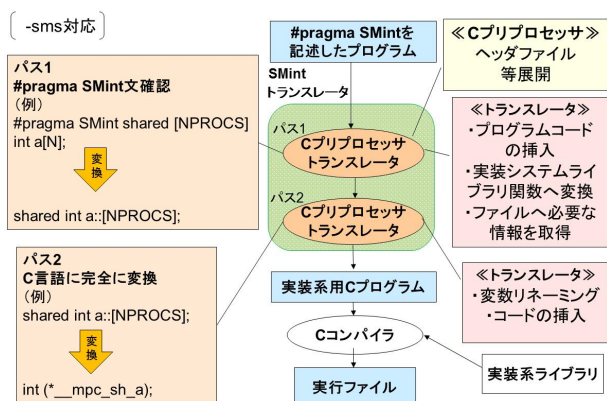 -sms対応
パス1
#pragma SMint文確認
（例）
#pragma SMint shared [NPROCS]
int a[N];
変換
shared int a::[NPROCS];
パス2
C言語に完全に変換
（例）
shared int a::[NPROCS];
変換
int (*__mpc_sh_a);
#pragma SMintを
記述したプログラム
SMint
トランスレータ
パス1
Cプリプロセッサ
トランスレータ
パス2
Cプリプロセッサ
トランスレータ
実装系用Cプログラム
Cコンパイラ
実行ファイル
≪Cプリプロセッサ≫
ヘッダファイル
等展開
≪トランスレータ≫
・プログラムコード
の挿入
・実装システムライ
ブラリ関数へ変換
・ファイルへ必要な
情報を取得
≪トランスレータ≫
・変数リネーミング
・コードの挿入
実装系ライブラリ